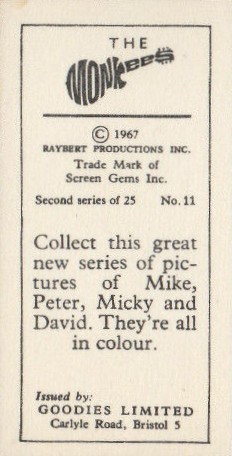 THE
MONKEES
© 1967
RAYBERT PRODUCTIONS INC.
Trade Mark of
Screen Gems Inc.
Second series of 25 No. 11
Collect this great
new series of pic-
tures of Mike,
Peter, Micky and
David. They're all
in colour.
Issued by:
GOODIES LIMITED
Carlyle Road, Bristol 5